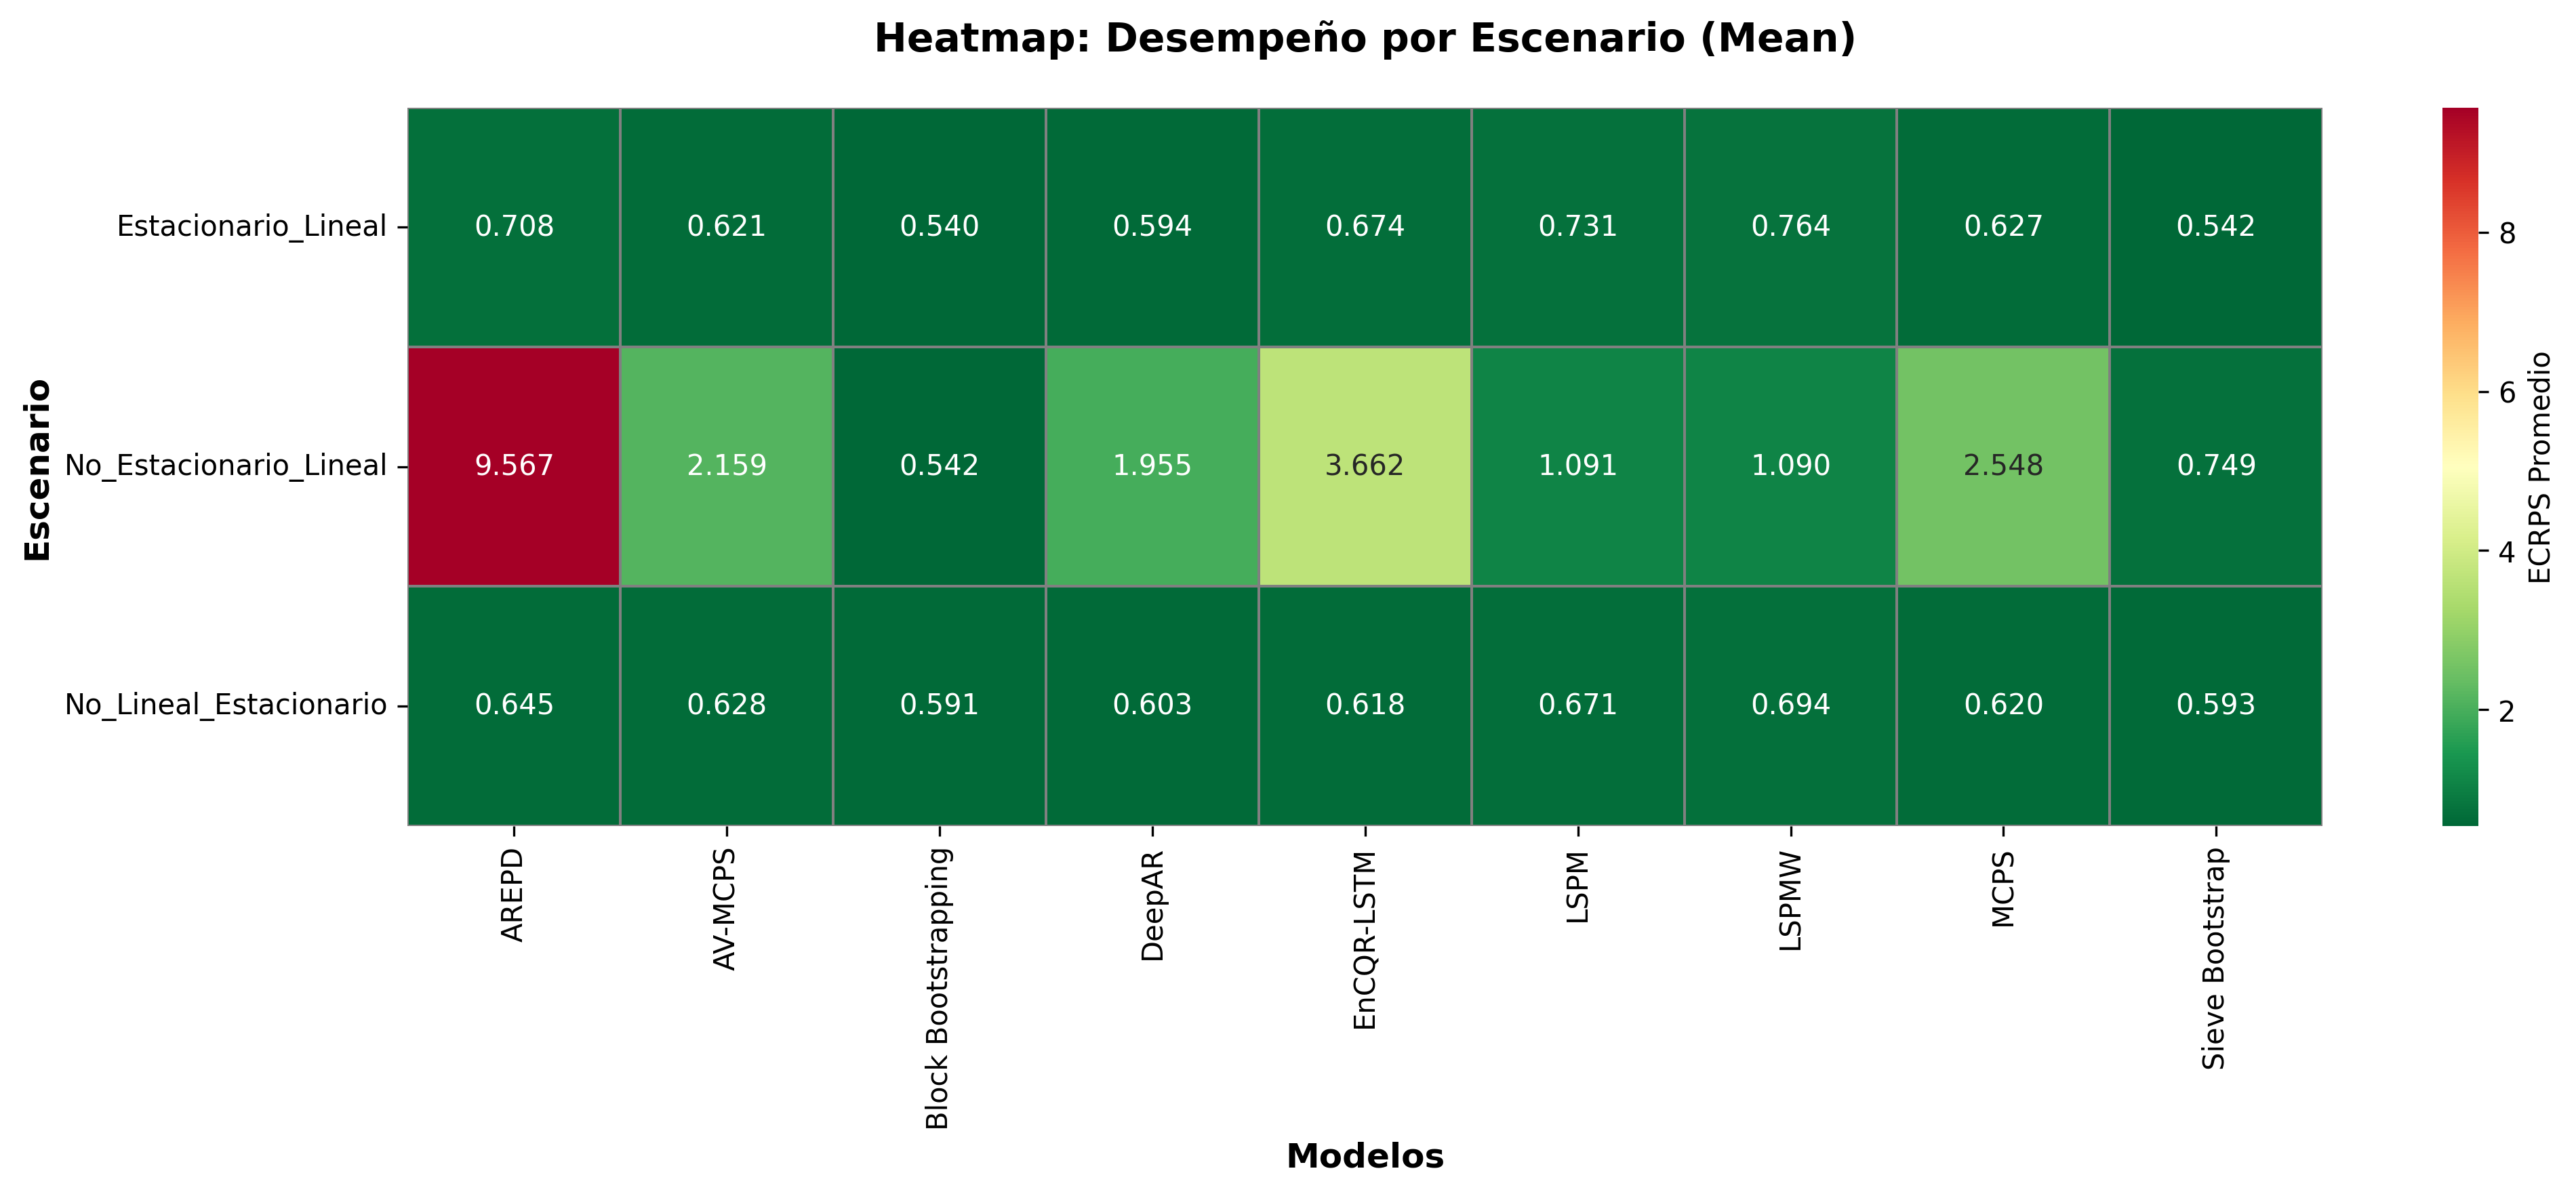 Heatmap: Desempeño por Escenario (Mean)
Escenario
Estacionario_Lineal
0.708 0.621 0.540 0.594 0.674 0.731 0.764 0.627 0.542
No_Estacionario_Lineal
9.567 2.159 0.542 1.955 3.662 1.091 1.090 2.548 0.749
No_Lineal_Estacionario
0.645 0.628 0.591 0.603 0.618 0.671 0.694 0.620 0.593
AREPD
AV-MCPS
Block Bootstrapping
DeepAR
EnCQR-LSTM
LSPM
LSPMW
MCPS
Sieve Bootstrap
Modelos
8
6
4
2
ECRPS Promedio